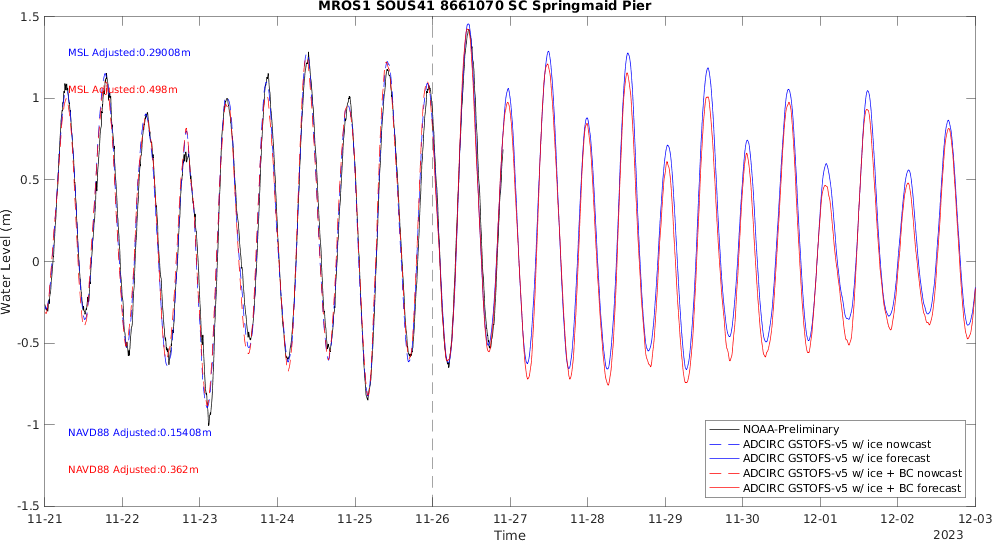 MROS1 SOUS41 8661070 SC Springmaid Pier
1.5
1
0.5
0
-0.5
-1
-1.5
Water Level (m)
MSL Adjusted:0.29008m
MSL Adjusted:0.498m
NAVD88 Adjusted:0.15408m
NAVD88 Adjusted:0.362m
NOAA-Preliminary
ADCIRC GSTOFS-v5 w/ ice nowcast
ADCIRC GSTOFS-v5 w/ ice forecast
ADCIRC GSTOFS-v5 w/ ice + BC nowcast
ADCIRC GSTOFS-v5 w/ ice + BC forecast
11-21 11-22 11-23 11-24 11-25 11-26 11-27 11-28 11-29 11-30 12-01 12-02 12-03
Time
2023